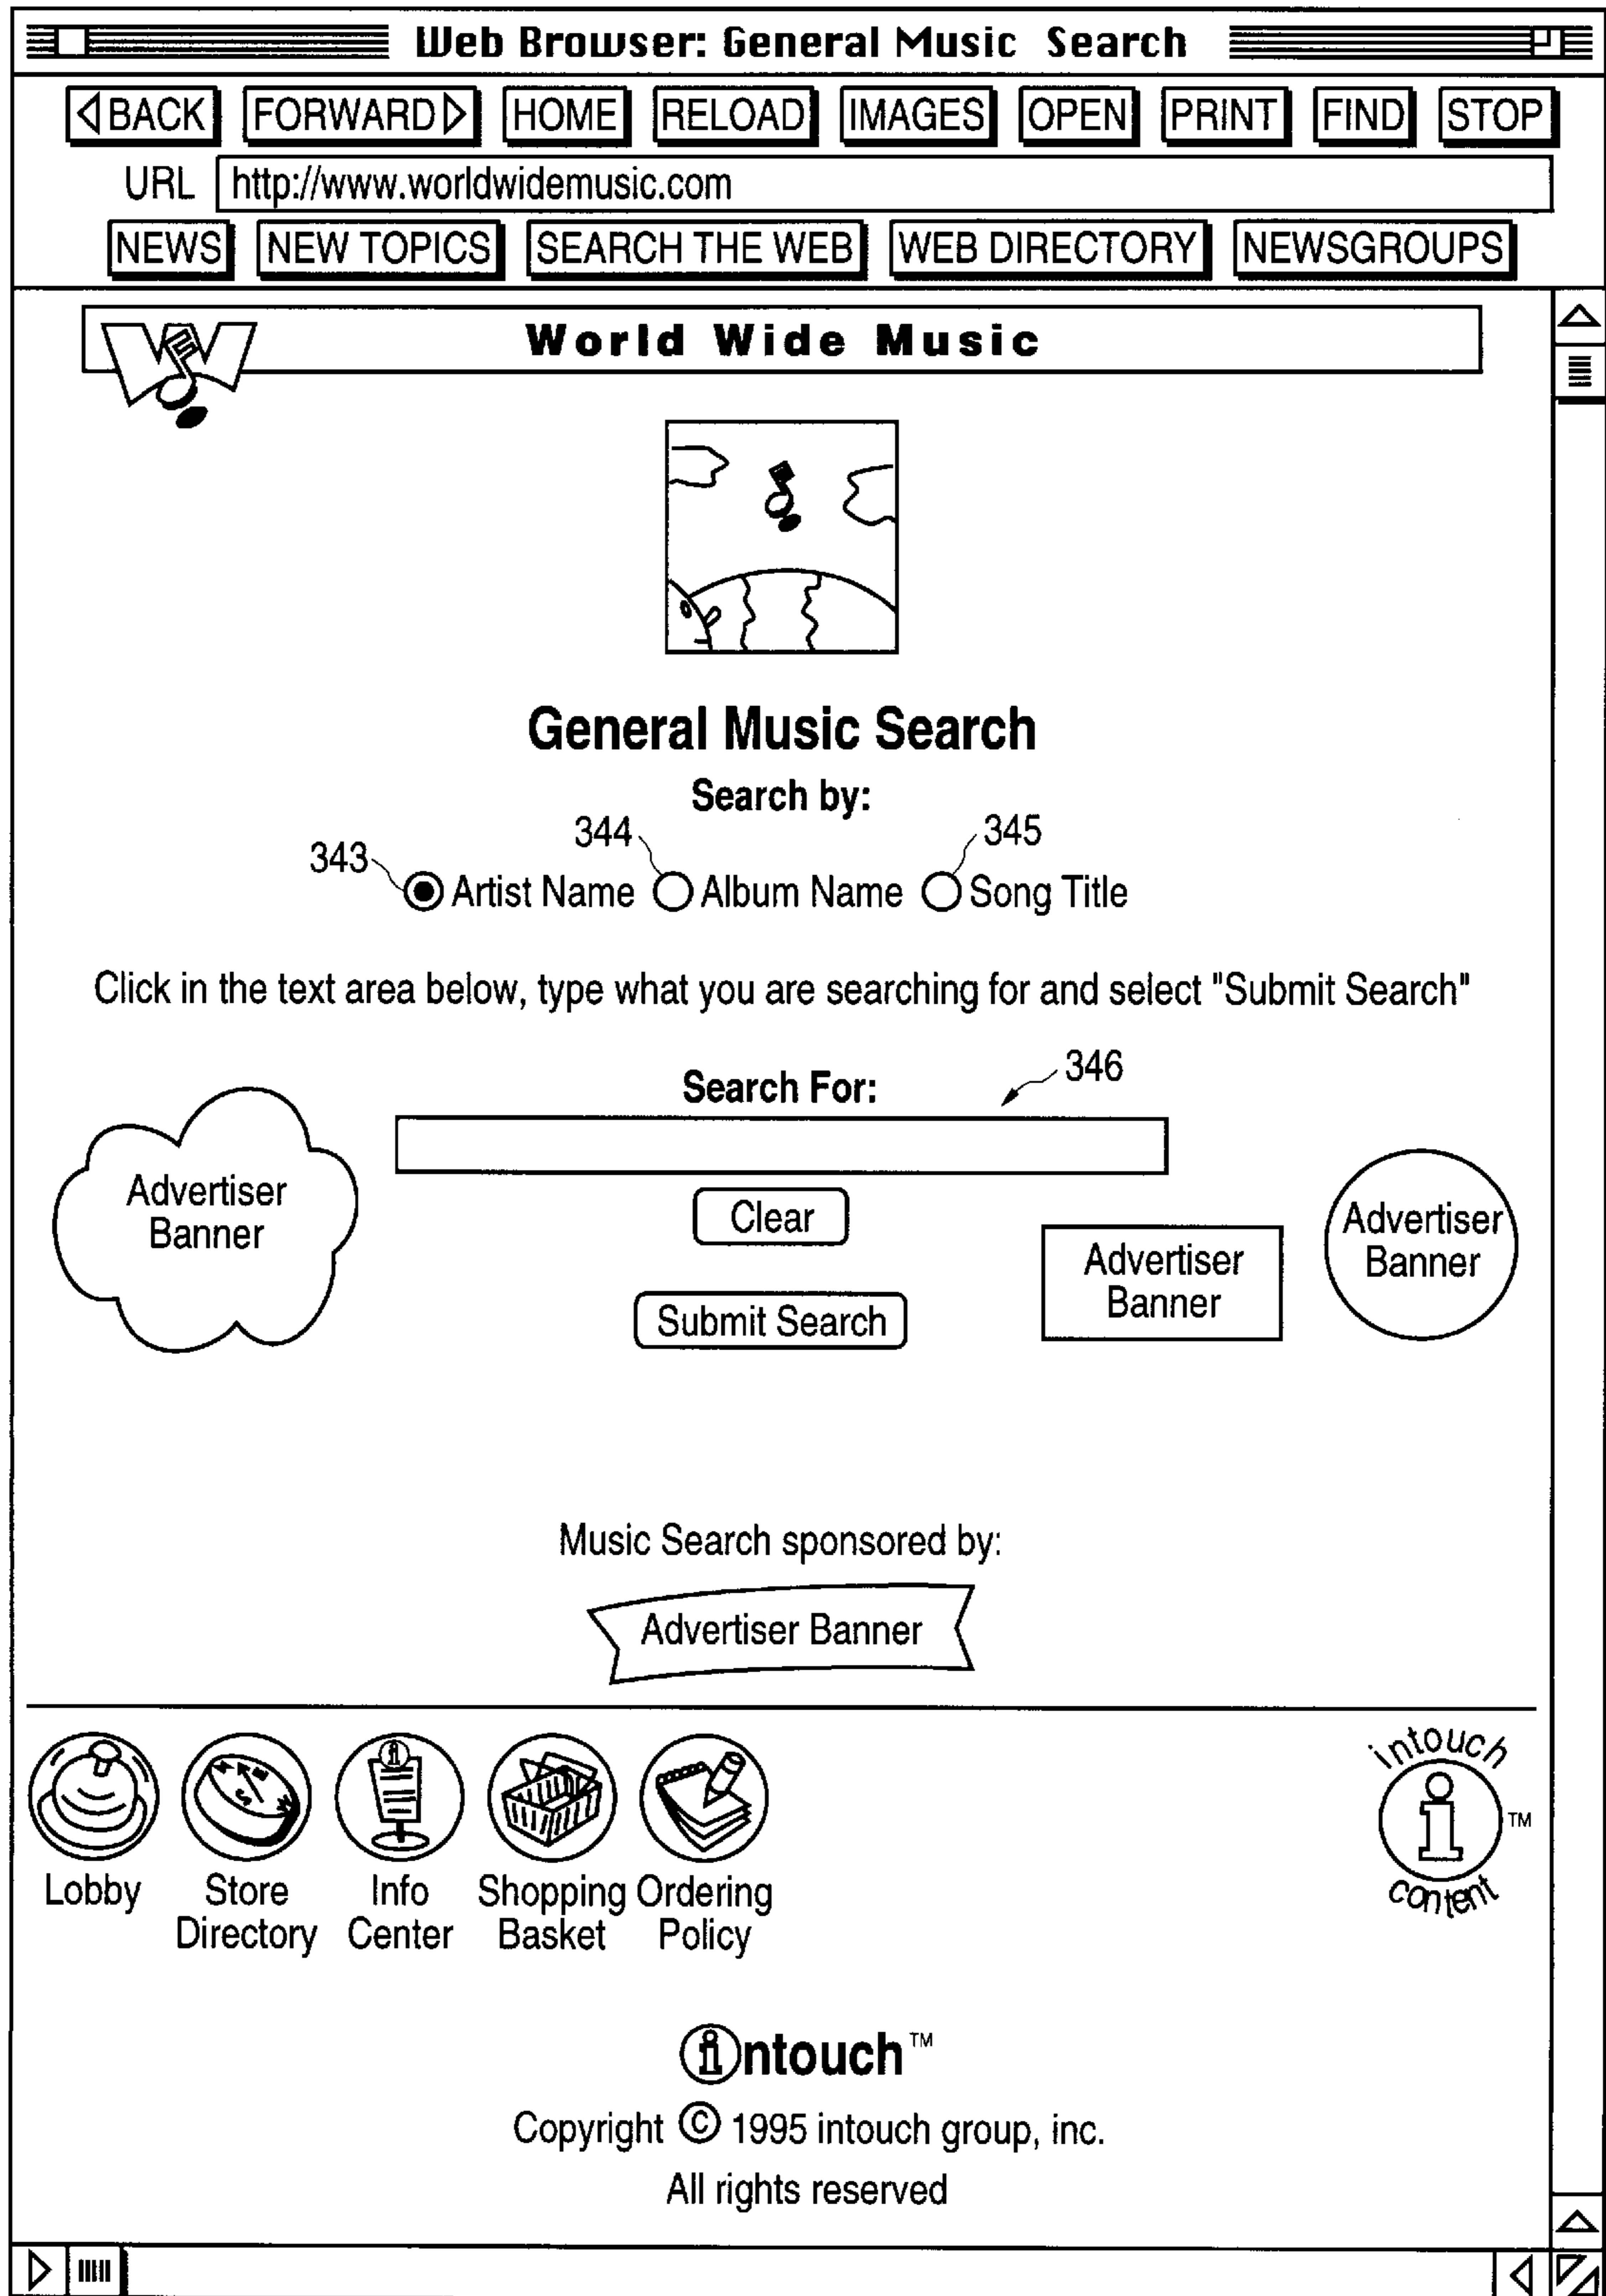 Web Browser: General Music Search
BACK FORWARD HOME RELOAD IMAGES OPEN PRINT FIND STOP
URL http://www.worldwidemusic.com
NEWS NEW TOPICS SEARCH THE WEB WEB DIRECTORY NEWSGROUPS
World Wide Music
General Music Search
Search by:
343 344 345
Artist Name Album Name Song Title
Click in the text area below, type what you are searching for and select "Submit Search"
Search For: 346
Advertiser
Banner
Clear
Submit Search
Advertiser
Banner
Advertiser
Banner
Music Search sponsored by:
Advertiser Banner
Lobby
Store
Directory
Info
Center
Shopping
Basket
Ordering
Policy
intouch
i TM
content
intouch TM
Copyright © 1995 intouch group, inc.
All rights reserved